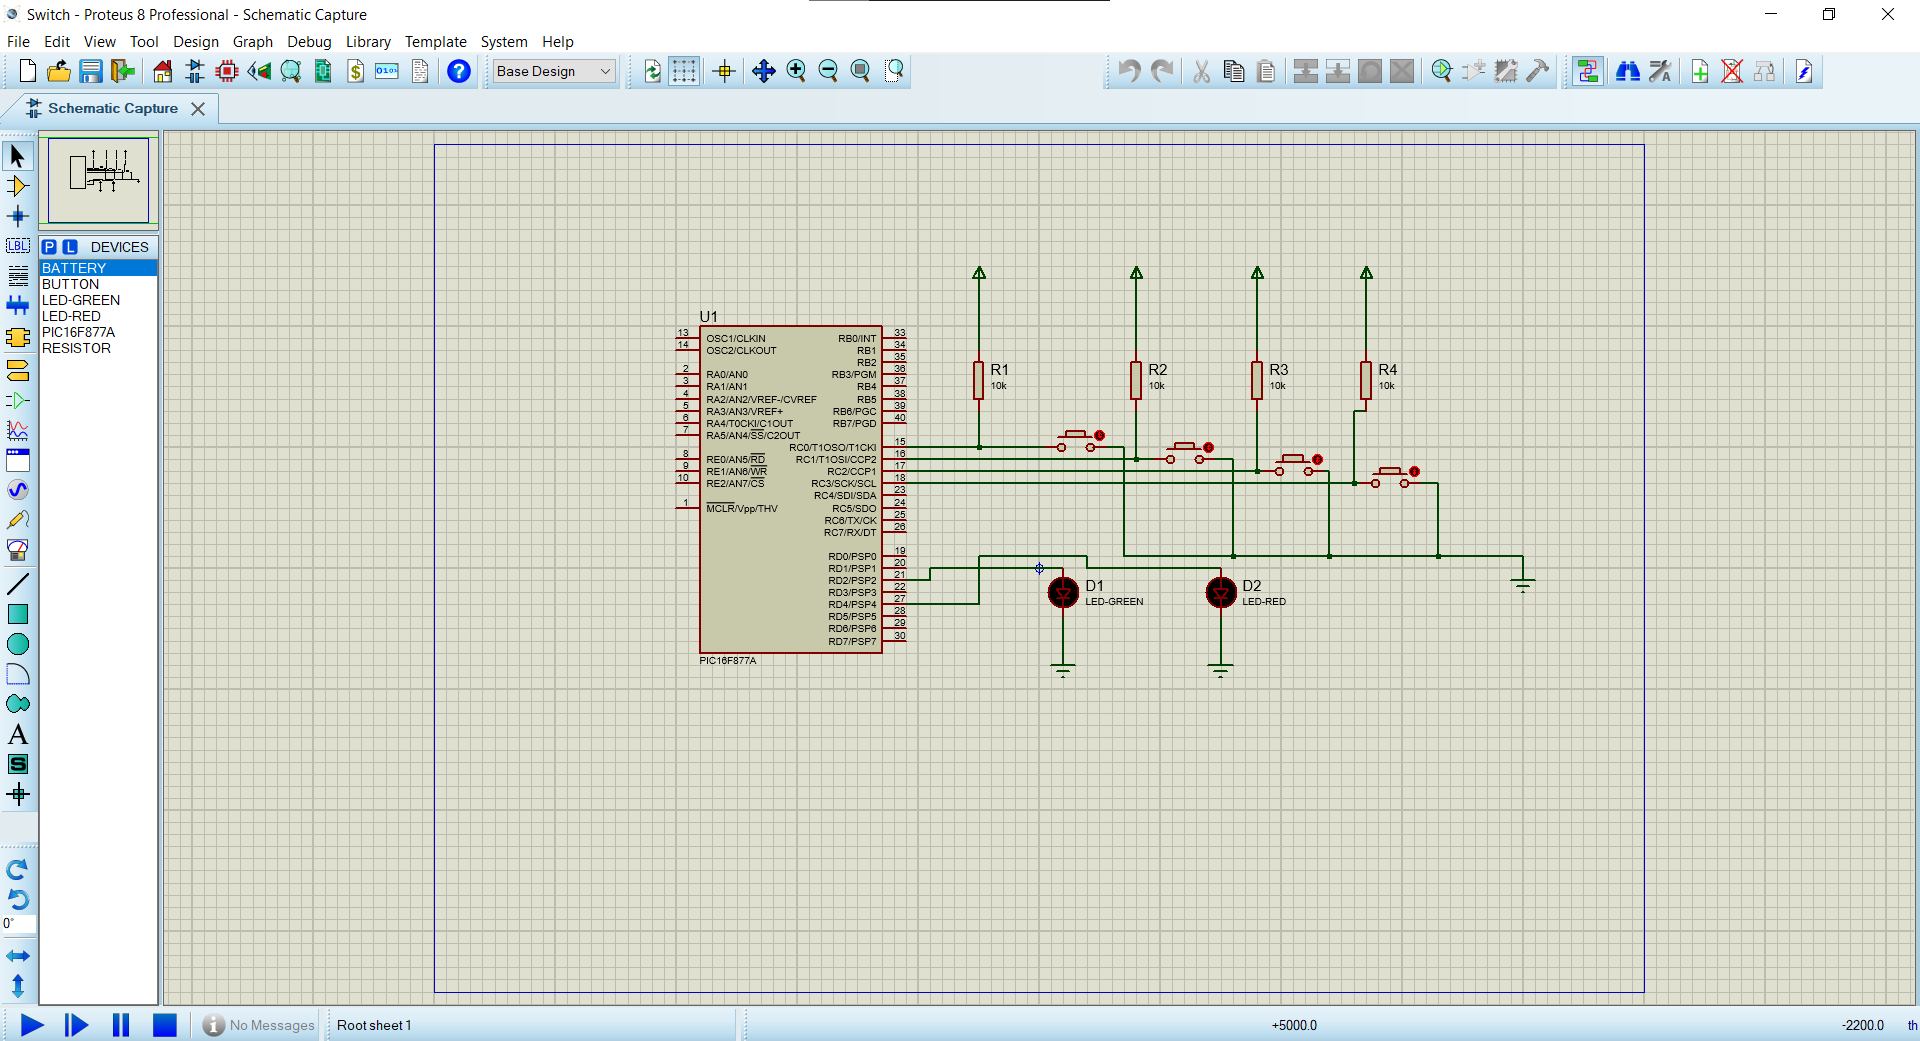 Switch - Proteus 8 Professional - Schematic Capture
File Edit View Tool Design Graph Debug Library Template System Help
$ 0101 ? Base Design
Schematic Capture
P L DEVICES
BATTERY
BUTTON
LED-GREEN
LED-RED
PIC16F877A
RESISTOR
LBL
A
S
0°
U1
13 OSC1/CLKIN
14 OSC2/CLKOUT
2 RA0/AN0
3 RA1/AN1
4 RA2/AN2/VREF-/CVREF
5 RA3/AN3/VREF+
6 RA4/T0CKI/C1OUT
7 RA5/AN4/SS/C2OUT
8 RE0/AN5/RD
9 RE1/AN6/WR
10 RE2/AN7/CS
1 MCLR/Vpp/THV
RB0/INT 33
RB1 34
RB2 35
RB3/PGM 36
RB4 37
RB5 38
RB6/PGC 39
RB7/PGD 40
RC0/T1OSO/T1CKI 15
RC1/T1OSI/CCP2 16
RC2/CCP1 17
RC3/SCK/SCL 18
RC4/SDI/SDA 23
RC5/SDO 24
RC6/TX/CK 25
RC7/RX/DT 26
RD0/PSP0 19
RD1/PSP1 20
RD2/PSP2 21
RD3/PSP3 22
RD4/PSP4 27
RD5/PSP5 28
RD6/PSP6 29
RD7/PSP7 30
PIC16F877A
R1
10k
R2
10k
R3
10k
R4
10k
D1
LED-GREEN
D2
LED-RED
No Messages
Root sheet 1
+5000.0
-2200.0
th